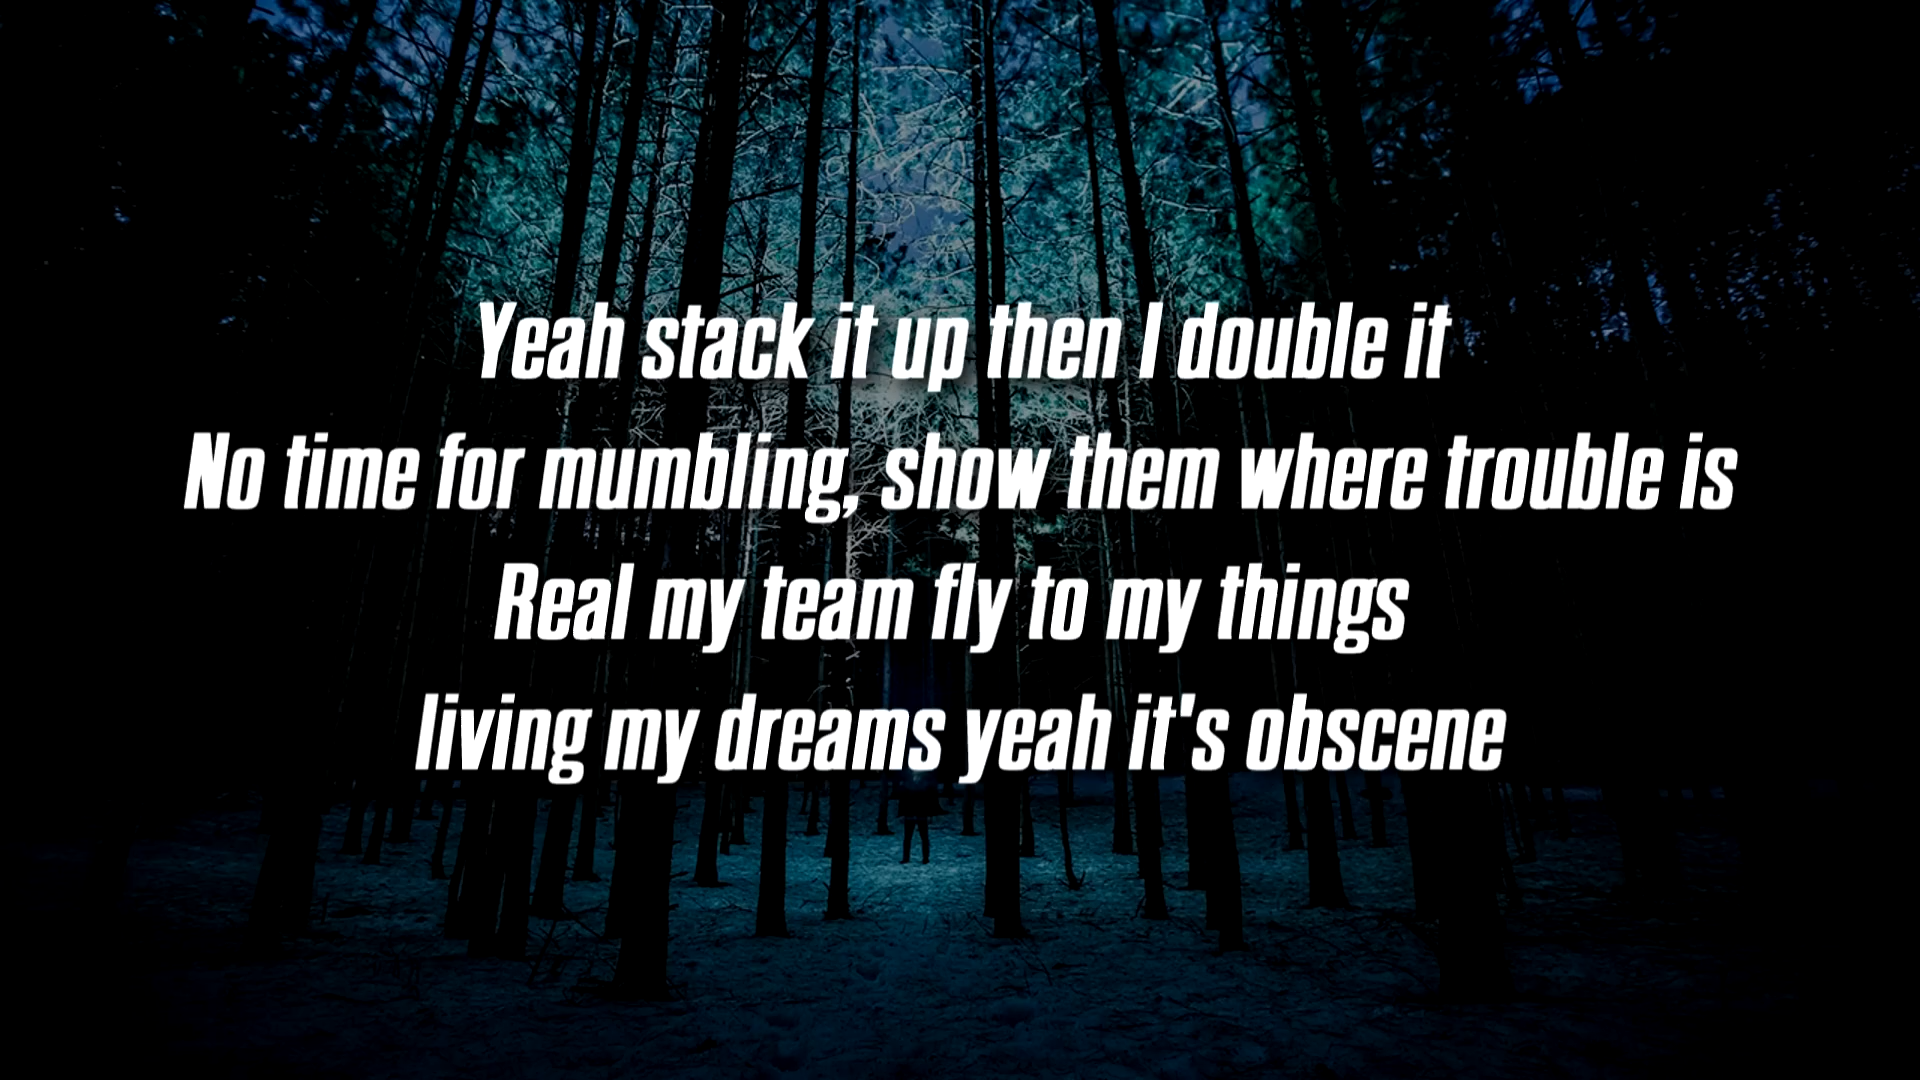 Yeah stack it up then I double it
No time for mumbling, show them where trouble is
Real my team fly to my things
living my dreams yeah it's obscene